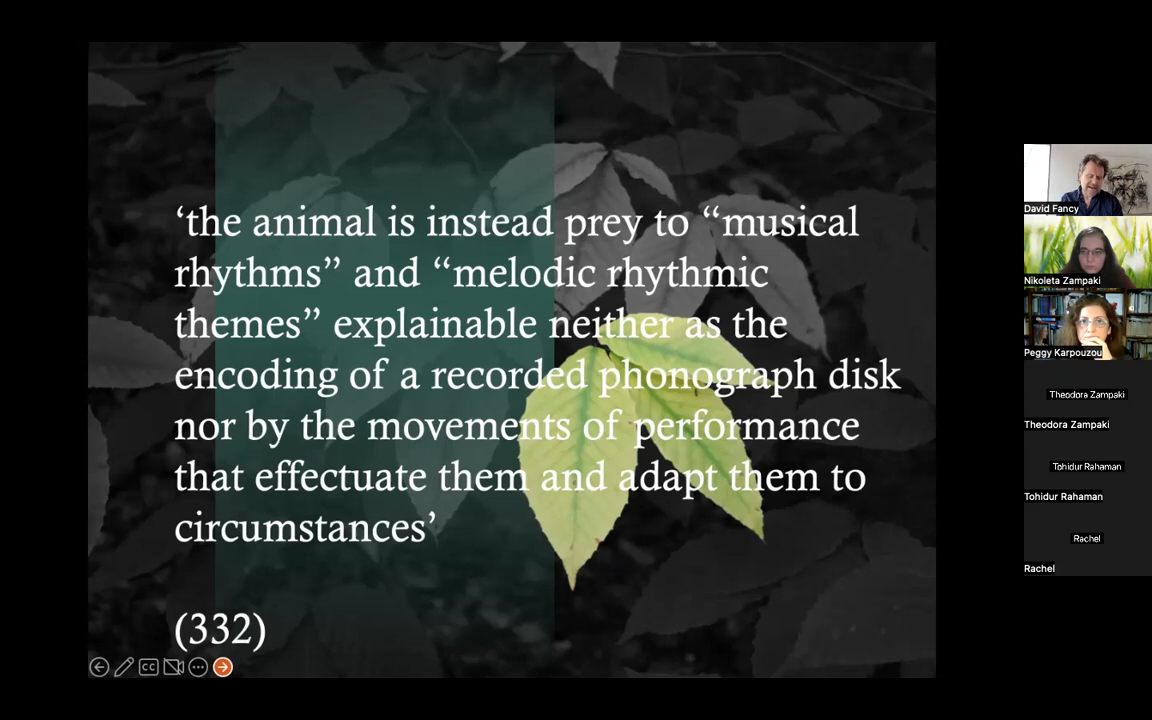 ‘the animal is instead prey to “musical
rhythms” and “melodic rhythmic
themes” explainable neither as the
encoding of a recorded phonograph disk
nor by the movements of performance
that effectuate them and adapt them to
circumstances’
(332)
CC
David Fancy
Nikoleta Zampaki
Peggy Karpouzou
Theodora Zampaki
Theodora Zampaki
Tohidur Rahaman
Tohidur Rahaman
Rachel
Rachel